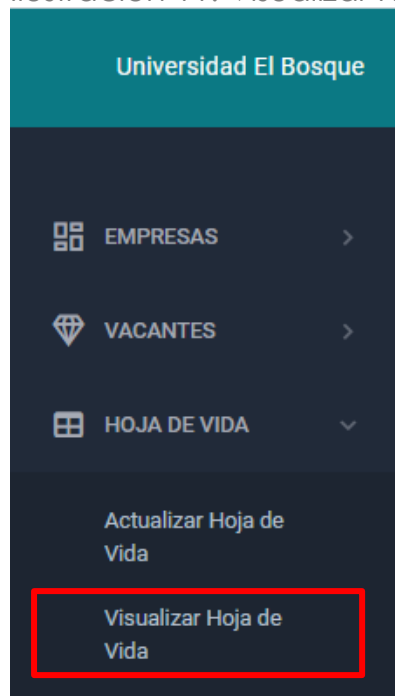 Universidad El Bosque
EMPRESAS
VACANTES
HOJA DE VIDA
Actualizar Hoja de
Vida
Visualizar Hoja de
Vida